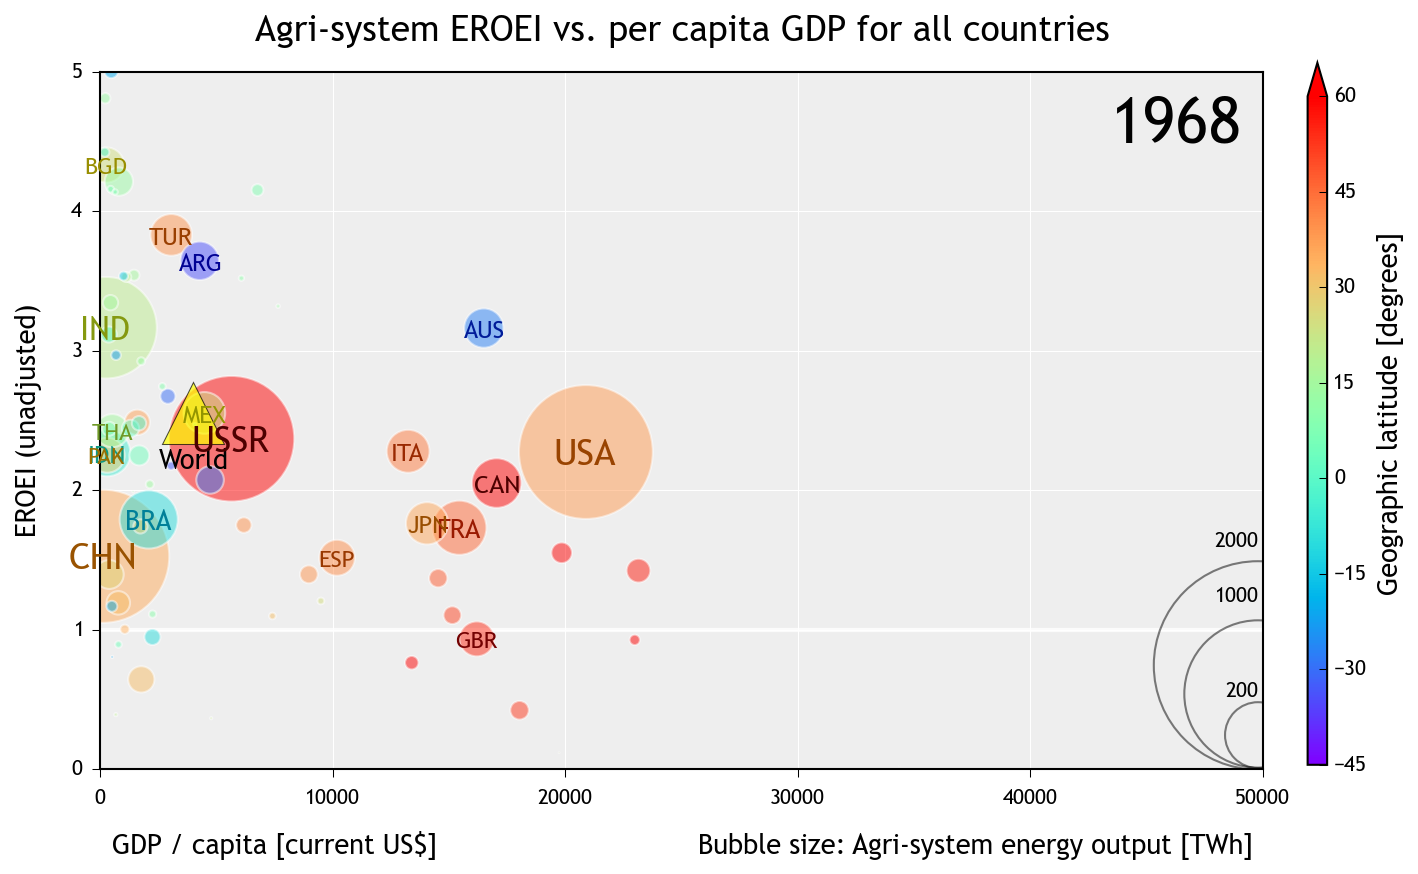 Agri-system EROEI vs. per capita GDP for all countries
1968
5
4
3
2
1
0
EROEI (unadjusted)
BGD
TUR
ARG
IND
AUS
MEX
THA
USSR
PAK
World
ITA
USA
CAN
BRA
JPN
FRA
CHN
ESP
GBR
2000
1000
200
0
10000
20000
30000
40000
50000
GDP / capita [current US$]
Bubble size: Agri-system energy output [TWh]
60
45
30
15
0
−15
−30
−45
Geographic latitude [degrees]